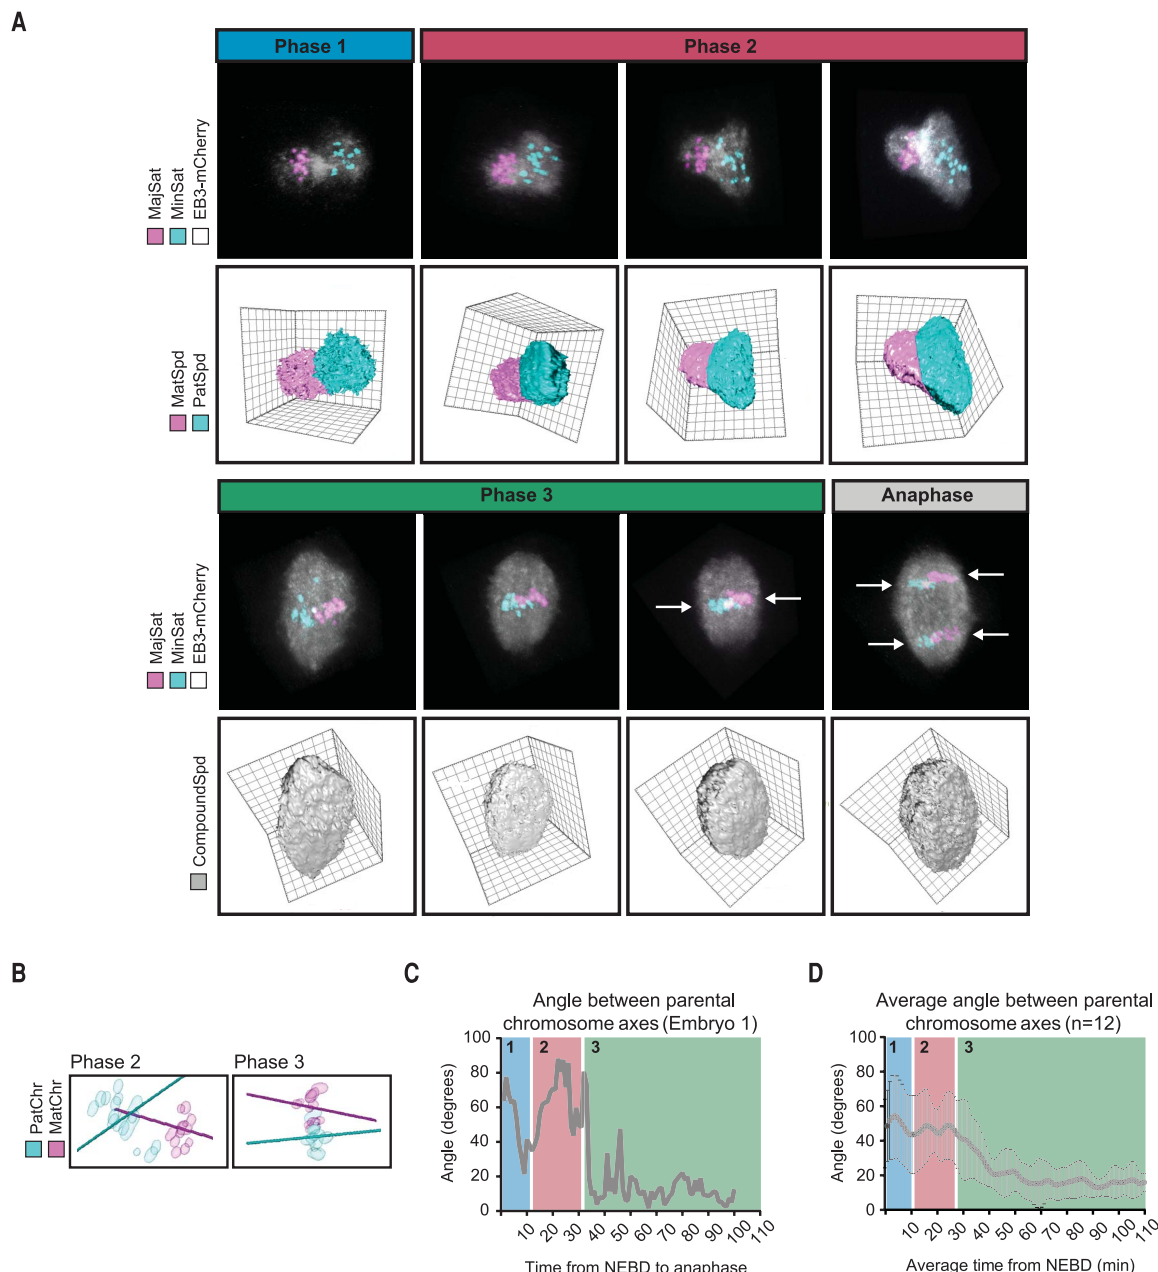 A
Phase 1
Phase 2
MajSat
MinSat
EB3-mCherry
MatSpd
PatSpd
Phase 3
Anaphase
MajSat
MinSat
EB3-mCherry
CompoundSpd
B
Phase 2
Phase 3
PatChr
MatChr
C
Angle between parental
chromosome axes (Embryo 1)
Angle (degrees)
100
80
60
40
20
0
1
2
3
10
20
30
40
50
60
70
80
90
100
110
Time from NEBD to anaphase
D
Average angle between parental
chromosome axes (n=12)
Angle (degrees)
100
80
60
40
20
0
1
2
3
10
20
30
40
50
60
70
80
90
100
110
Average time from NEBD (min)